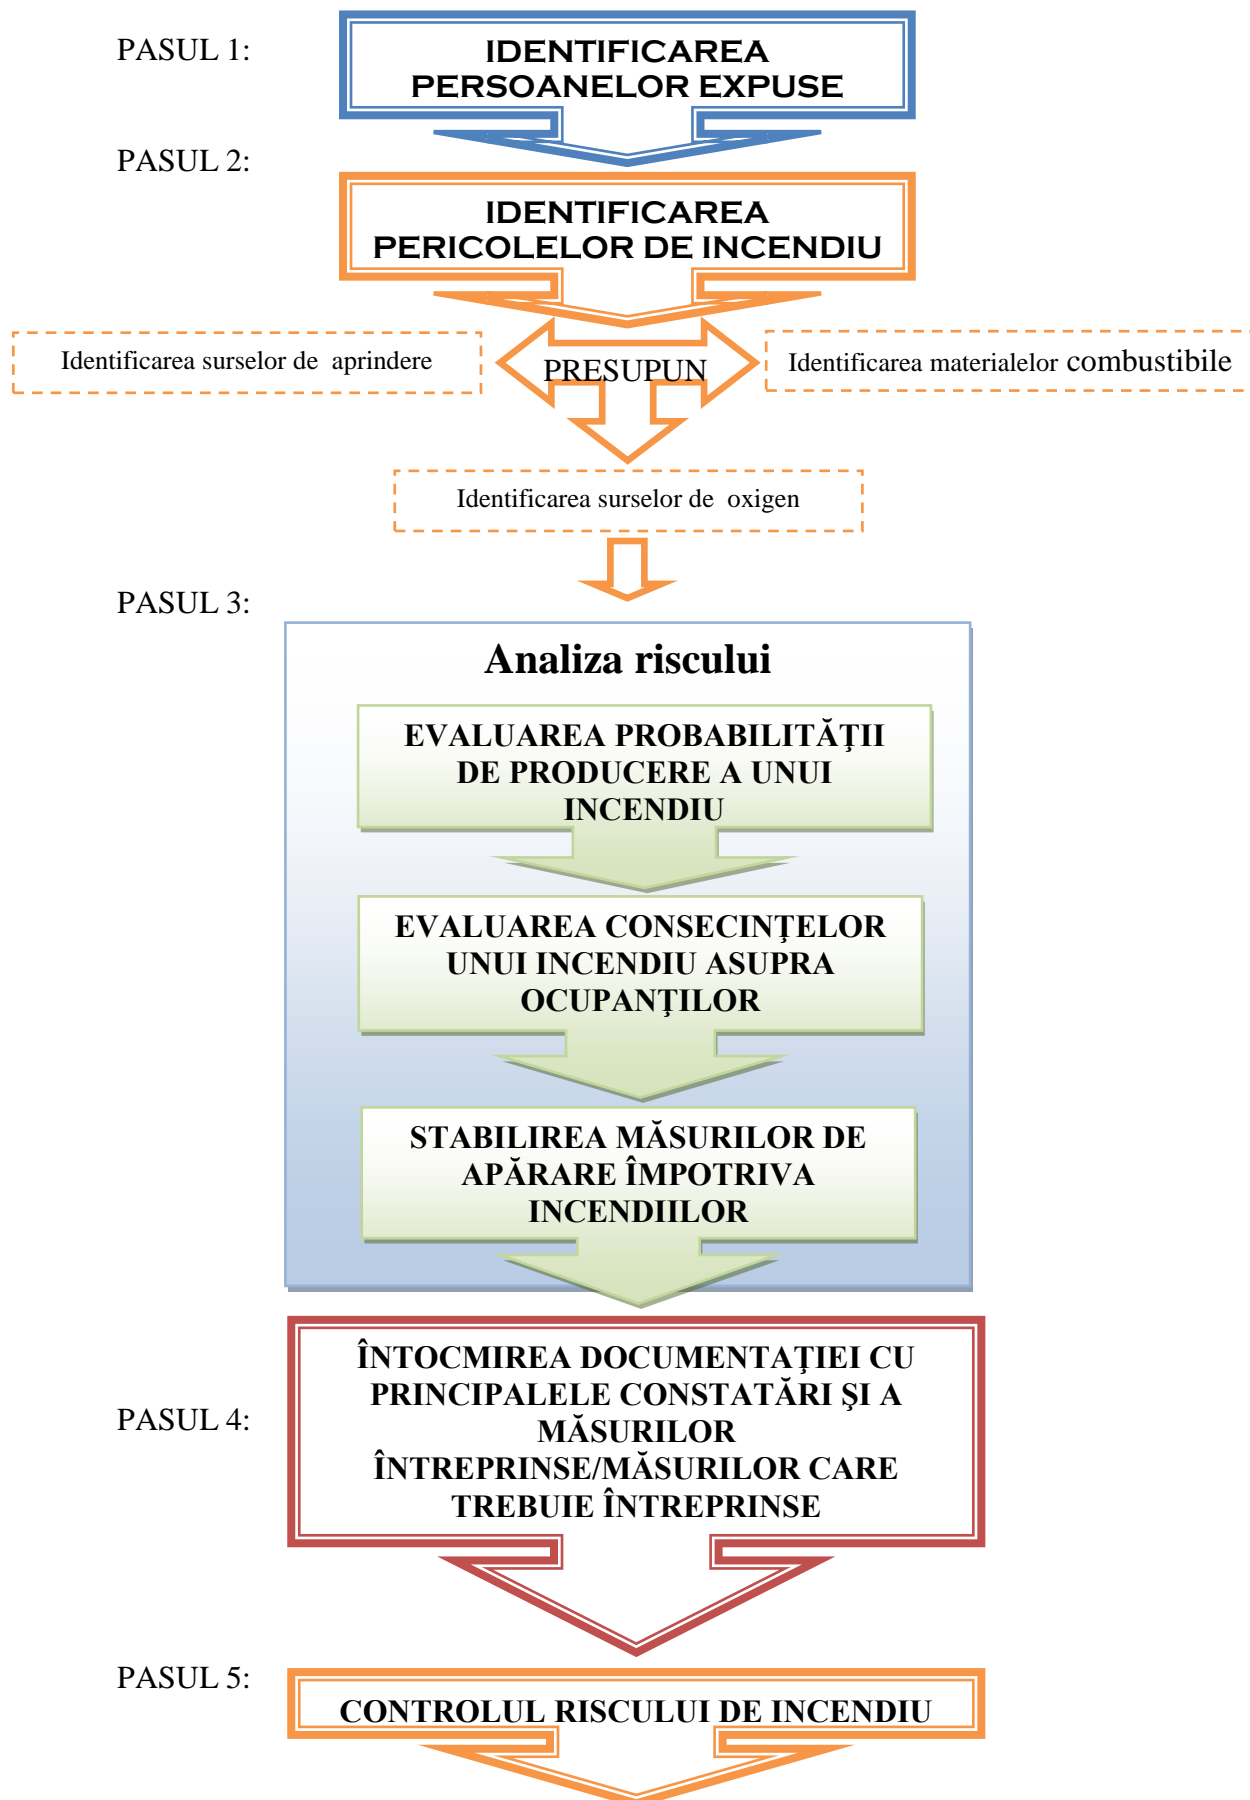 PASUL 1:
IDENTIFICAREA
PERSOANELOR EXPUSE
PASUL 2:
IDENTIFICAREA
PERICOLELOR DE INCENDIU
Identificarea surselor de aprindere
PRESUPUN
Identificarea materialelor combustibile
Identificarea surselor de oxigen
PASUL 3:
Analiza riscului
EVALUAREA PROBABILITĂŢII
DE PRODUCERE A UNUI
INCENDIU
EVALUAREA CONSECINŢELOR
UNUI INCENDIU ASUPRA
OCUPANŢILOR
STABILIREA MĂSURILOR DE
APĂRARE ÎMPOTRIVA
INCENDIILOR
PASUL 4:
ÎNTOCMIREA DOCUMENTAŢIEI CU
PRINCIPALELE CONSTATĂRI ŞI A
MĂSURILOR
ÎNTREPRINSE/MĂSURILOR CARE
TREBUIE ÎNTREPRINSE
PASUL 5:
CONTROLUL RISCULUI DE INCENDIU